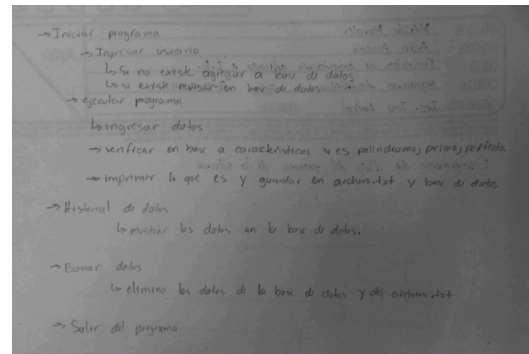 →Iniciar programa
→Ingresar usuario
↳Si no existe agregar a base de datos
↳si existe revisar en base de datos
→ejecutar programa
↳ingresar datos
→verificar en base a características si es palindromo, primo, perfecto
→imprimir lo que es y guardar en archivo.txt y base de datos
→Historial de datos
↳mostrar los datos en la base de datos.
→Borrar datos
↳elimino los datos de la base de datos y del archivo.txt
→Salir del programa